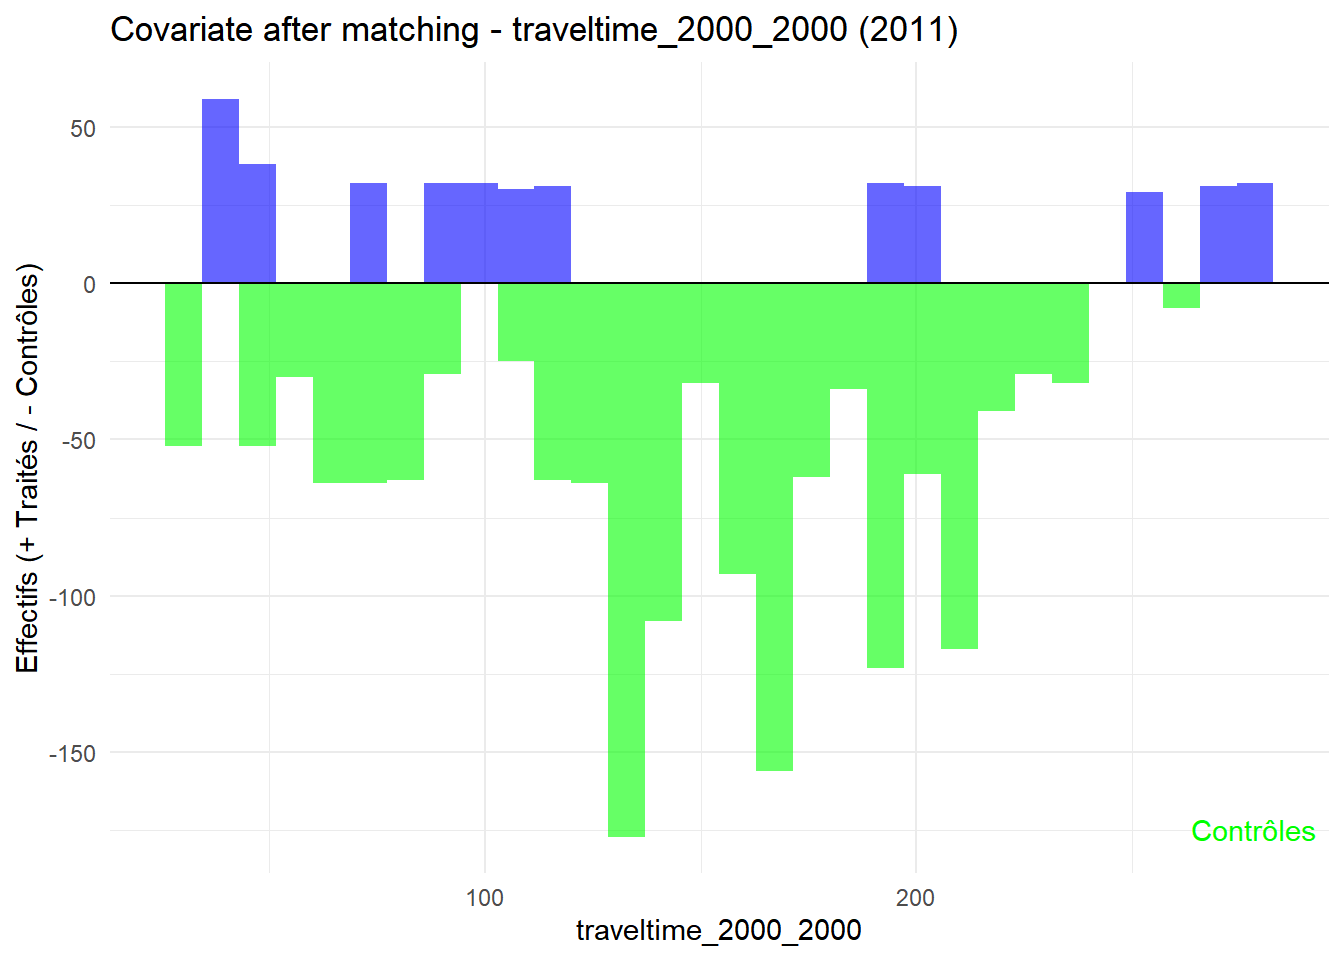 Covariate after matching - traveltime_2000_2000 (2011)
Effectifs (+ Traités / - Contrôles)
50
0
-50
-100
-150
Contrôles
100
200
traveltime_2000_2000